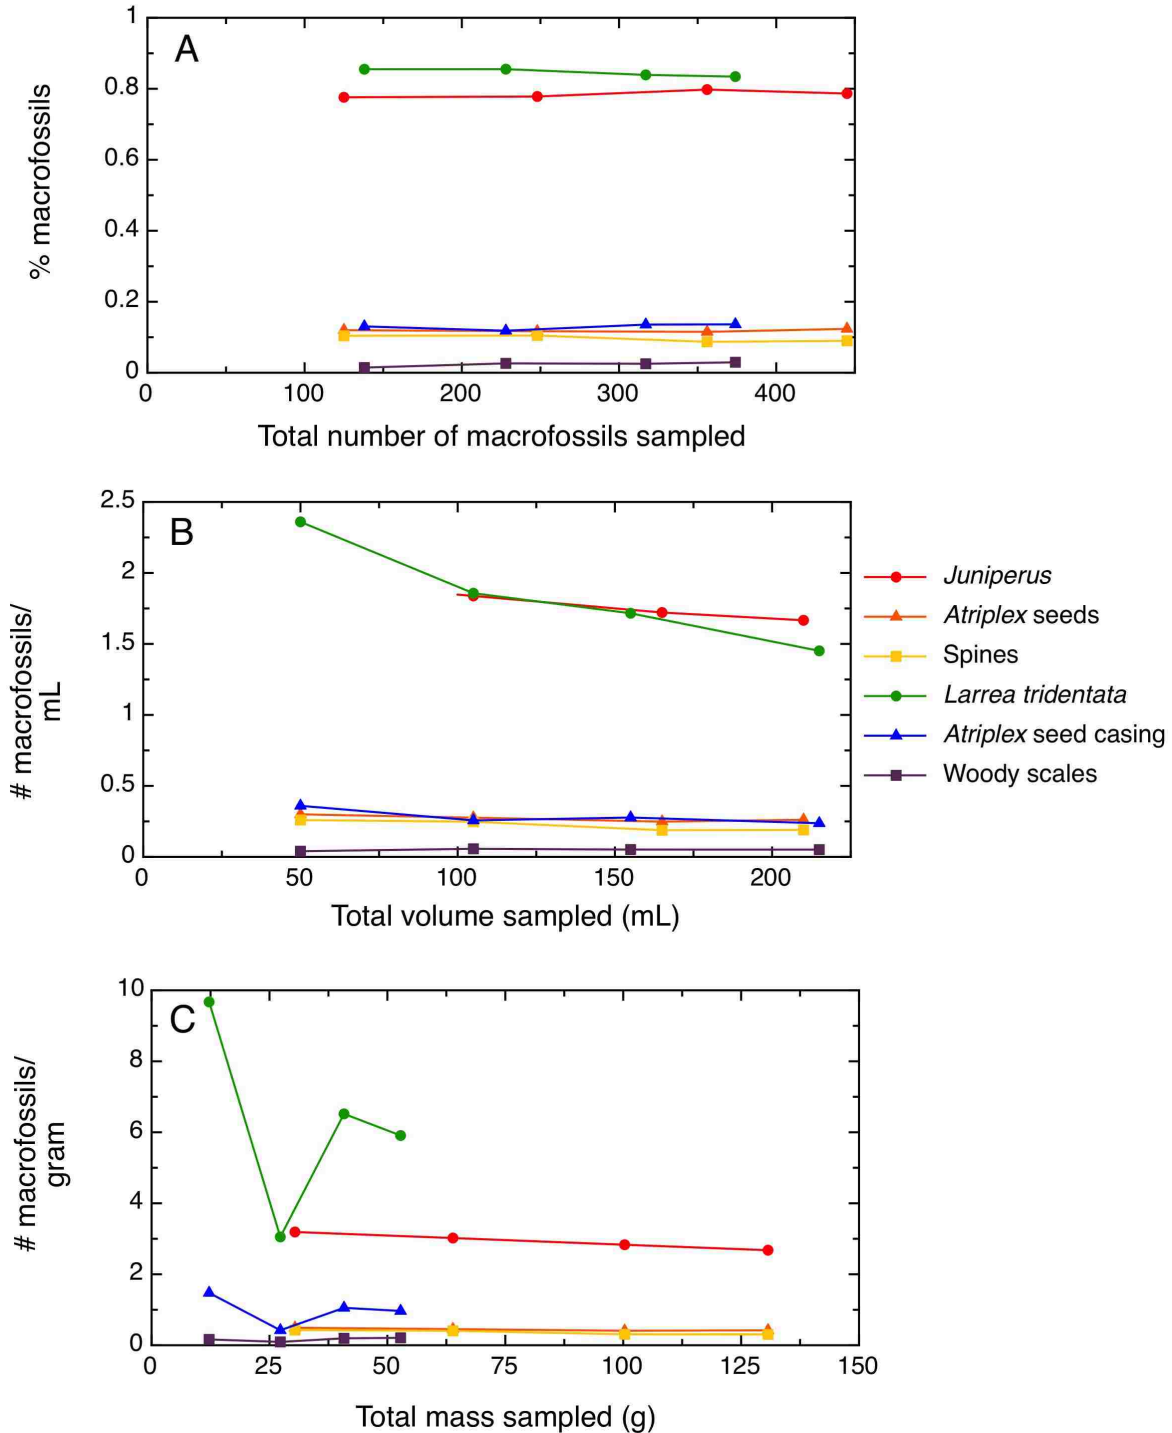 1
A
0.8
0.6
0.4
0.2
0
0 100 200 300 400
% macrofossils
Total number of macrofossils sampled
2.5
B
2
1.5
1
0.5
0
0 50 100 150 200
# macrofossils/
mL
Total volume sampled (mL)
Juniperus
Atriplex seeds
Spines
Larrea tridentata
Atriplex seed casing
Woody scales
10
C
8
6
4
2
0
0 25 50 75 100 125 150
# macrofossils/
gram
Total mass sampled (g)